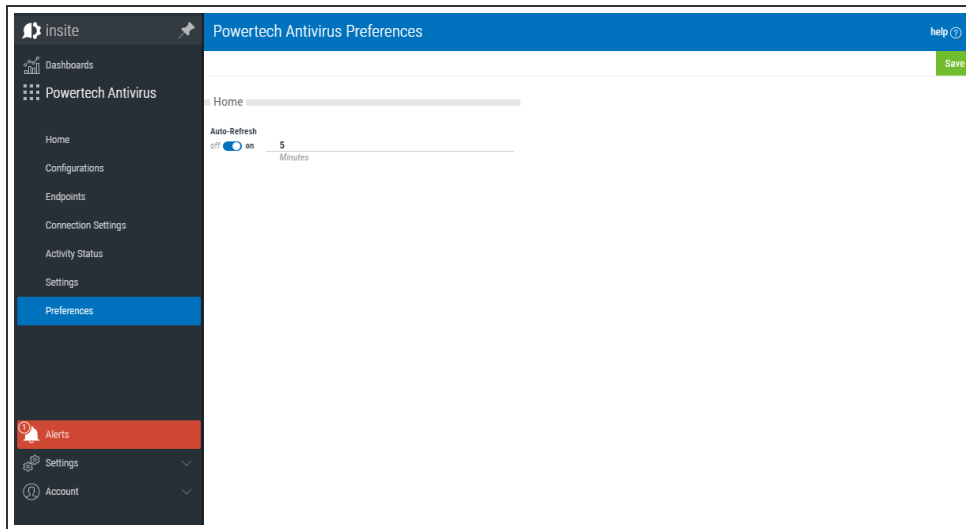 insite
Dashboards
Powertech Antivirus
Home
Configurations
Endpoints
Connection Settings
Activity Status
Settings
Preferences
1
Alerts
Settings
Account
Powertech Antivirus Preferences
help ?
Save
Home
Auto-Refresh
off on 5
Minutes